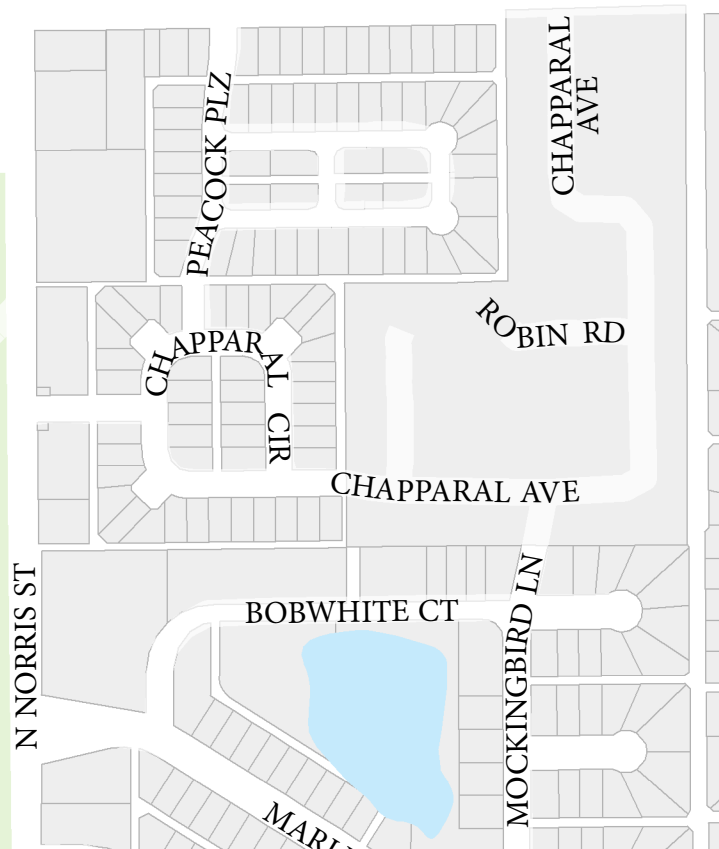 CHAPPARAL
AVE
PEACOCK PLZ
ROBIN RD
CHAPPARAL CIR
CHAPPARAL AVE
N NORRIS ST
BOBWHITE CT
MOCKINGBIRD LN